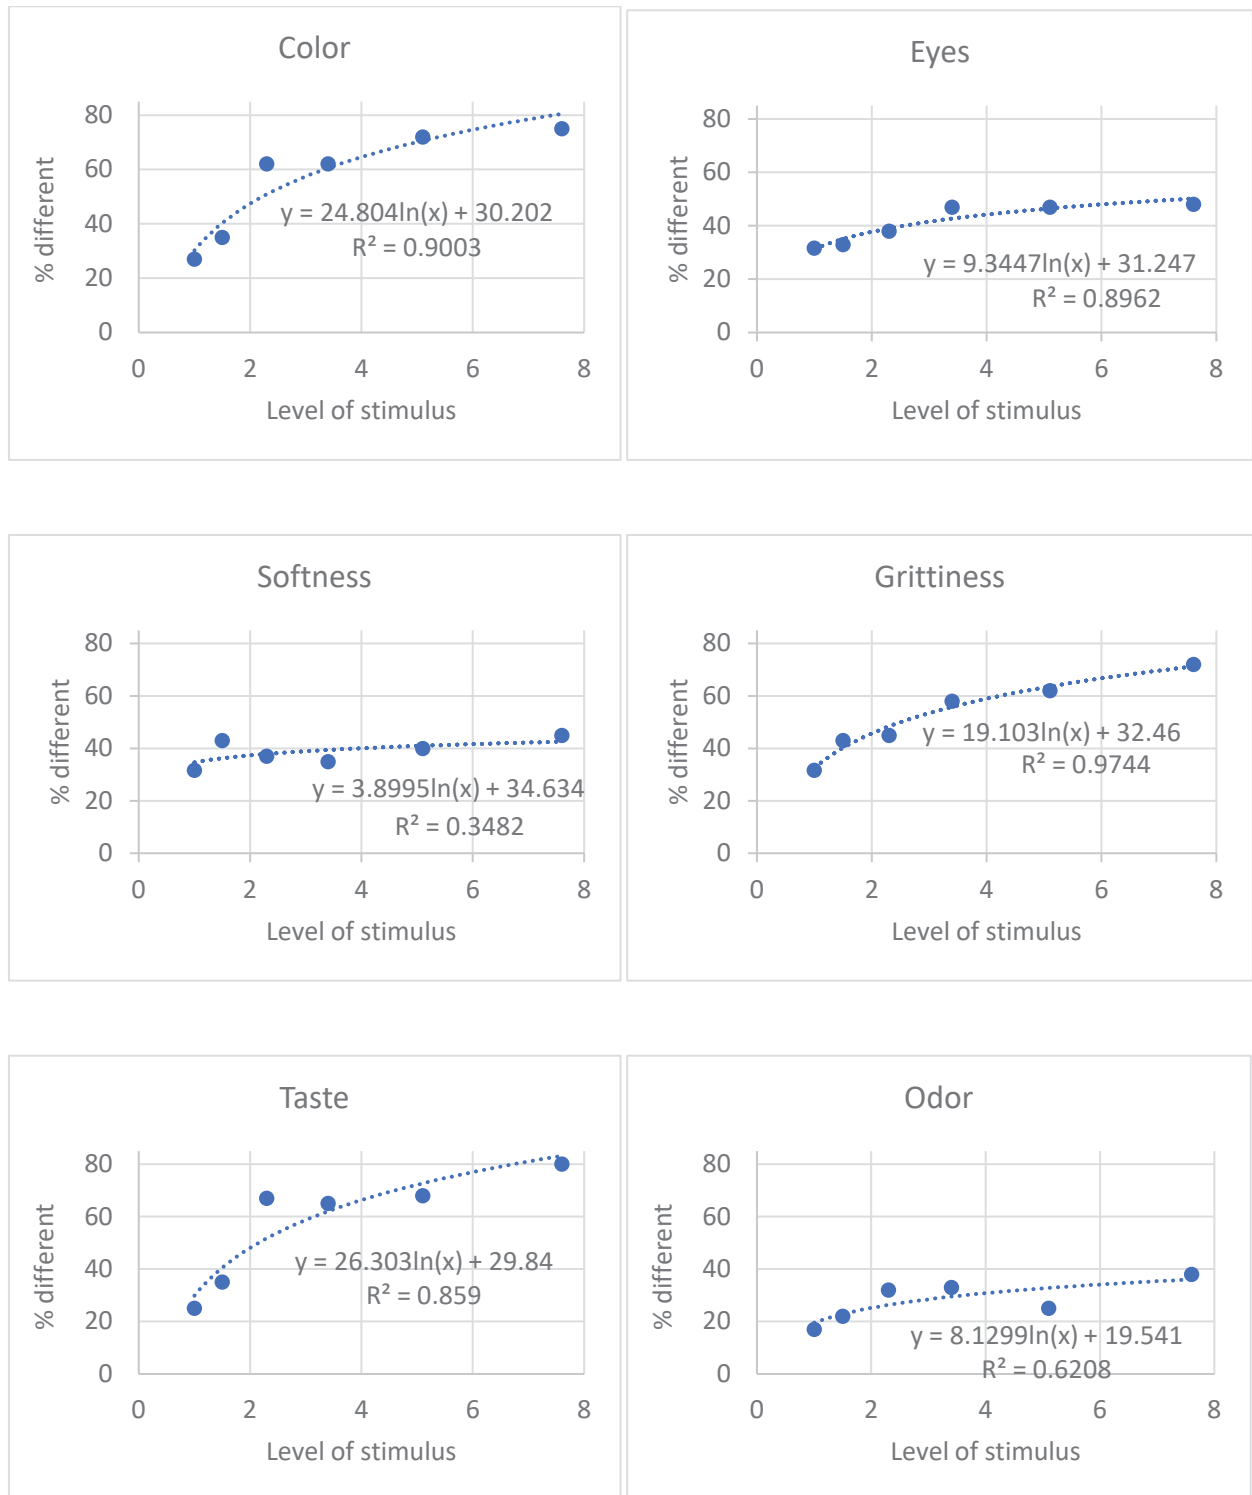 Color
% different
80
60
40
20
0
y = 24.804ln(x) + 30.202
R² = 0.9003
0 2 4 6 8
Level of stimulus
Eyes
% different
80
60
40
20
0
y = 9.3447ln(x) + 31.247
R² = 0.8962
0 2 4 6 8
Level of stimulus
Softness
% different
80
60
40
20
0
y = 3.8995ln(x) + 34.634
R² = 0.3482
0 2 4 6 8
Level of stimulus
Grittiness
% different
80
60
40
20
0
y = 19.103ln(x) + 32.46
R² = 0.9744
0 2 4 6 8
Level of stimulus
Taste
% different
80
60
40
20
0
y = 26.303ln(x) + 29.84
R² = 0.859
0 2 4 6 8
Level of stimulus
Odor
% different
80
60
40
20
0
y = 8.1299ln(x) + 19.541
R² = 0.6208
0 2 4 6 8
Level of stimulus